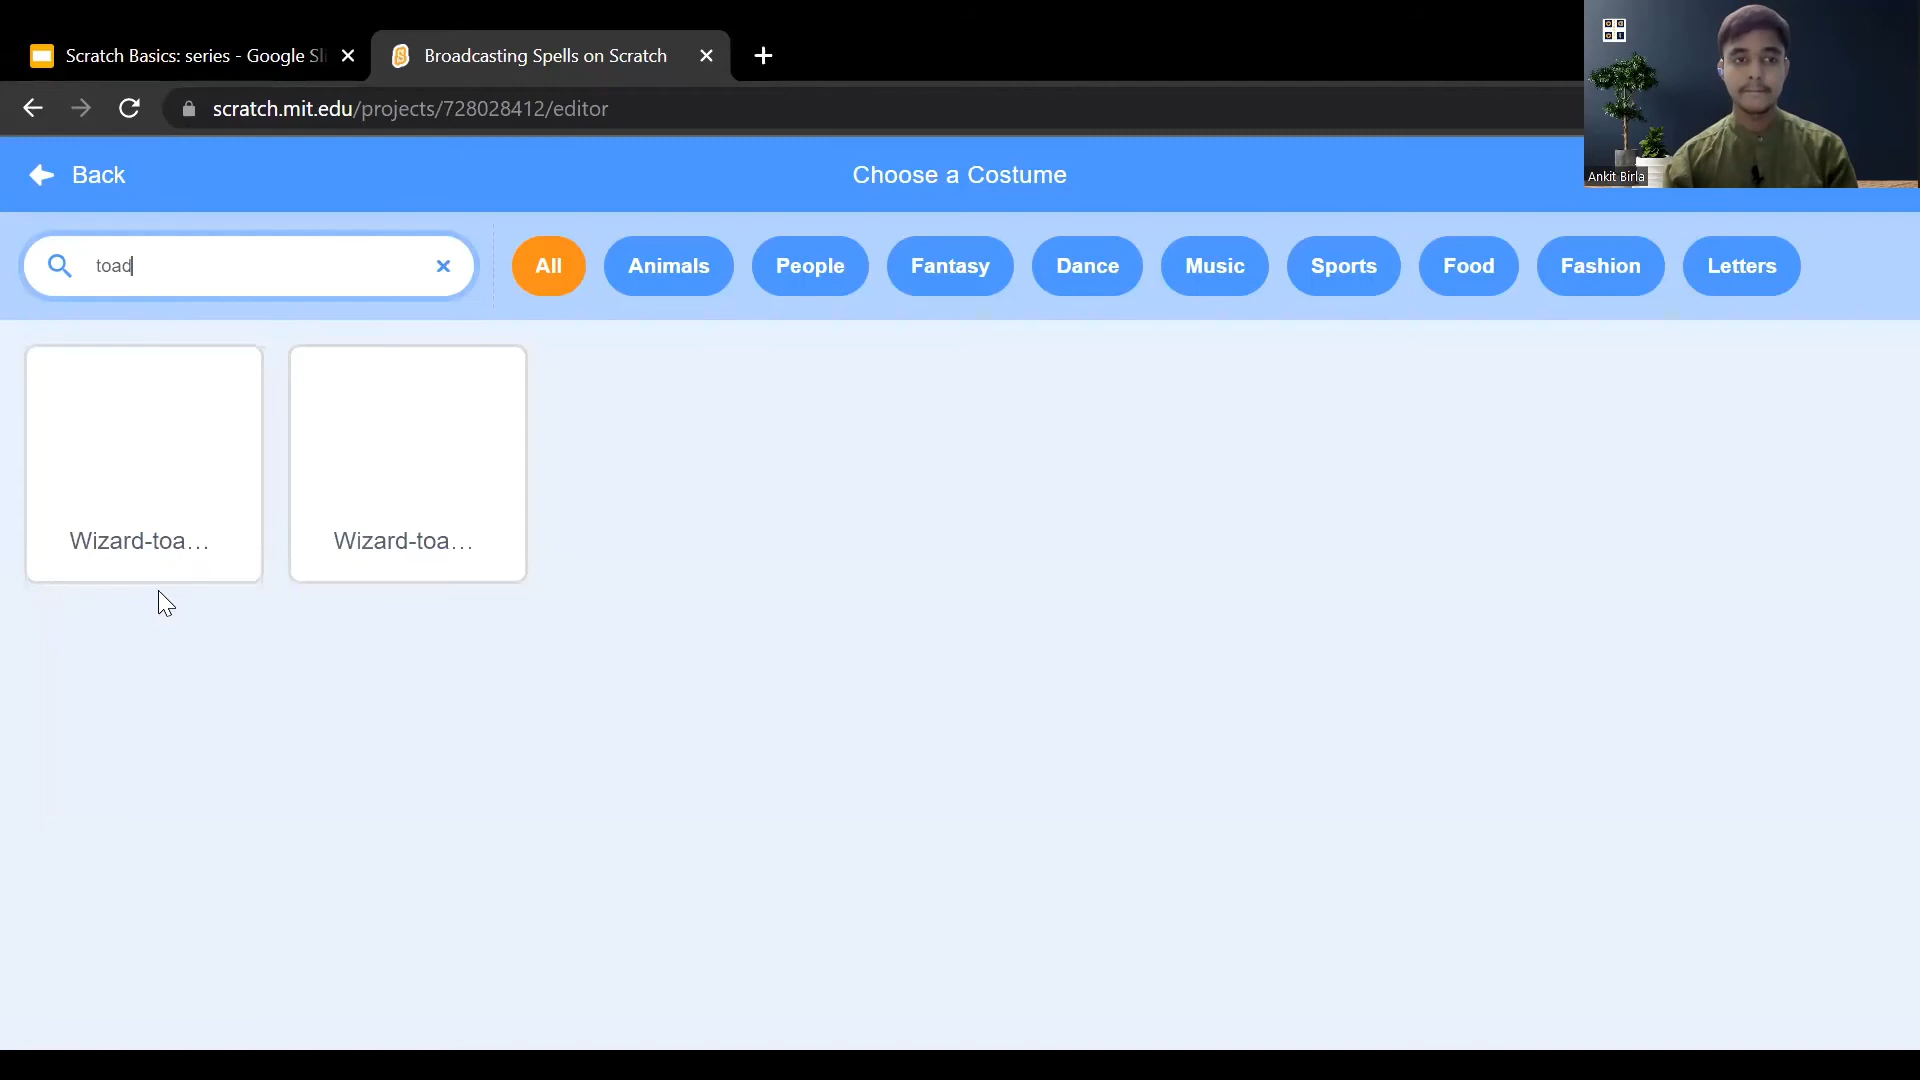 Scratch Basics: series - Google Sli
Broadcasting Spells on Scratch
scratch.mit.edu/projects/728028412/editor
Ankit Birla
Back
Choose a Costume
toad
All
Animals
People
Fantasy
Dance
Music
Sports
Food
Fashion
Letters
Wizard-toa...
Wizard-toa...